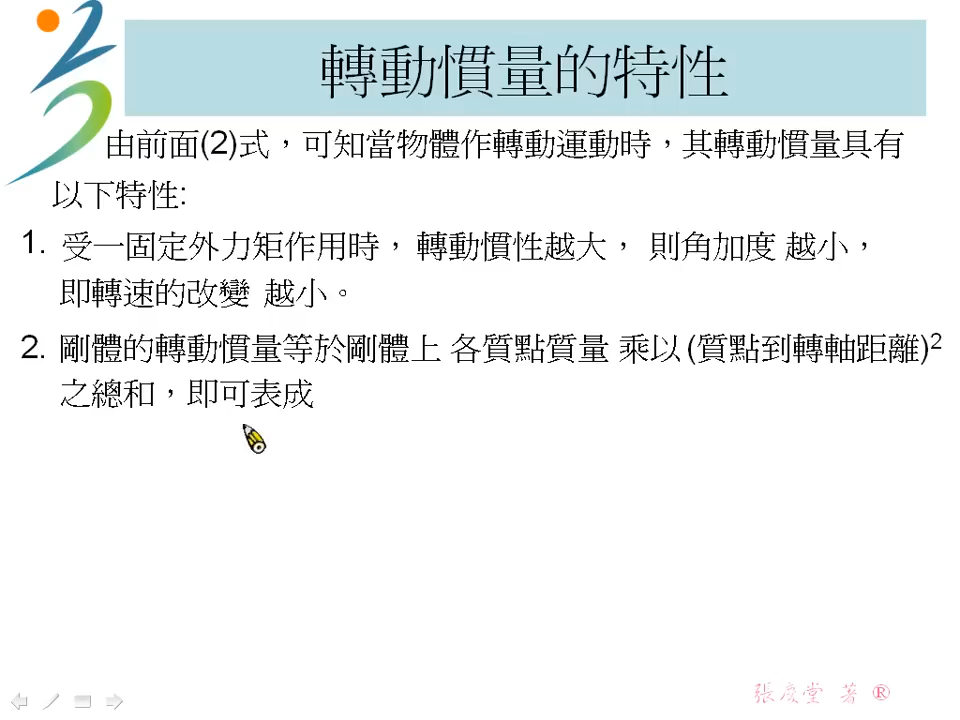 轉動慣量的特性
由前面(2)式，可知當物體作轉動運動時，其轉動慣量具有
以下特性:
1. 受一固定外力矩作用時， 轉動慣性越大， 則角加度 越小，
即轉速的改變 越小。
2. 剛體的轉動慣量等於剛體上 各質點質量 乘以 (質點到轉軸距離)²
之總和，即可表成
張慶堂 著 ®